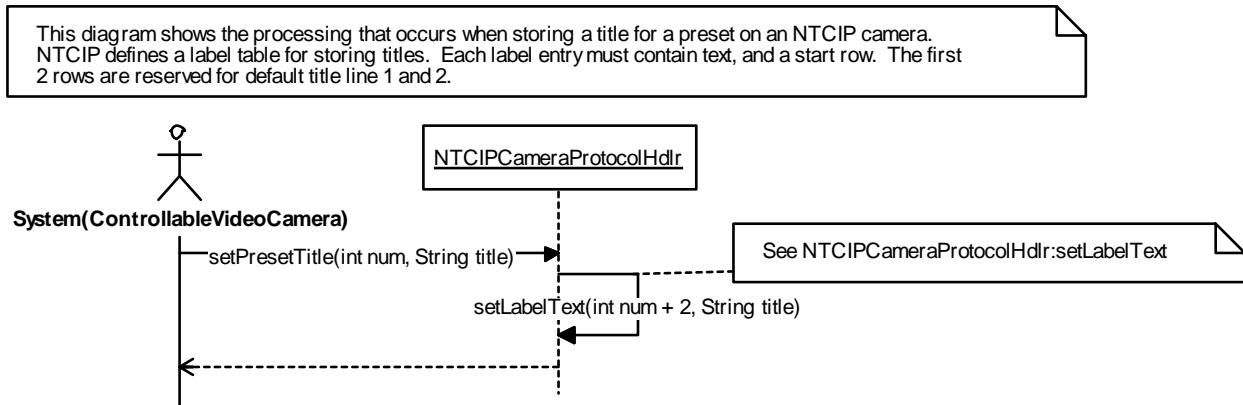 This diagram shows the processing that occurs when storing a title for a preset on an NTCIP camera.
NTCIP defines a label table for storing titles. Each label entry must contain text, and a start row. The first
2 rows are reserved for default title line 1 and 2.
NTCIPCameraProtocolHdlr
System(ControllableVideoCamera)
setPresetTitle(int num, String title)
See NTCIPCameraProtocolHdlr:setLabelText
setLabelText(int num + 2, String title)